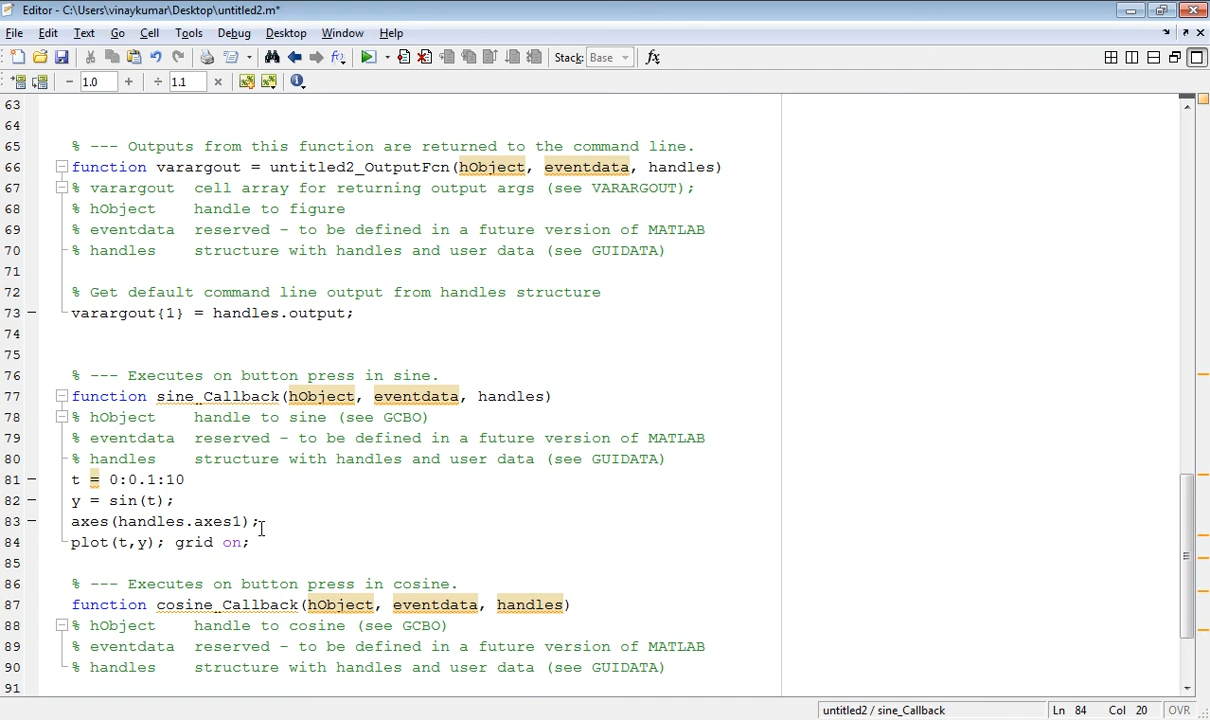 Editor - C:\Users\vinaykumar\Desktop\untitled2.m*
File Edit Text Go Cell Tools Debug Desktop Window Help
Stack: Base fx
− 1.0 + ÷ 1.1 ×
63
64
65 % --- Outputs from this function are returned to the command line.
66 function varargout = untitled2_OutputFcn(hObject, eventdata, handles)
67 % varargout  cell array for returning output args (see VARARGOUT);
68 % hObject    handle to figure
69 % eventdata  reserved - to be defined in a future version of MATLAB
70 % handles    structure with handles and user data (see GUIDATA)
71
72 % Get default command line output from handles structure
73 varargout{1} = handles.output;
74
75
76 % --- Executes on button press in sine.
77 function sine_Callback(hObject, eventdata, handles)
78 % hObject    handle to sine (see GCBO)
79 % eventdata  reserved - to be defined in a future version of MATLAB
80 % handles    structure with handles and user data (see GUIDATA)
81 t = 0:0.1:10
82 y = sin(t);
83 axes(handles.axes1);
84 plot(t,y); grid on;
85
86 % --- Executes on button press in cosine.
87 function cosine_Callback(hObject, eventdata, handles)
88 % hObject    handle to cosine (see GCBO)
89 % eventdata  reserved - to be defined in a future version of MATLAB
90 % handles    structure with handles and user data (see GUIDATA)
91
untitled2 / sine_Callback Ln 84 Col 20 OVR